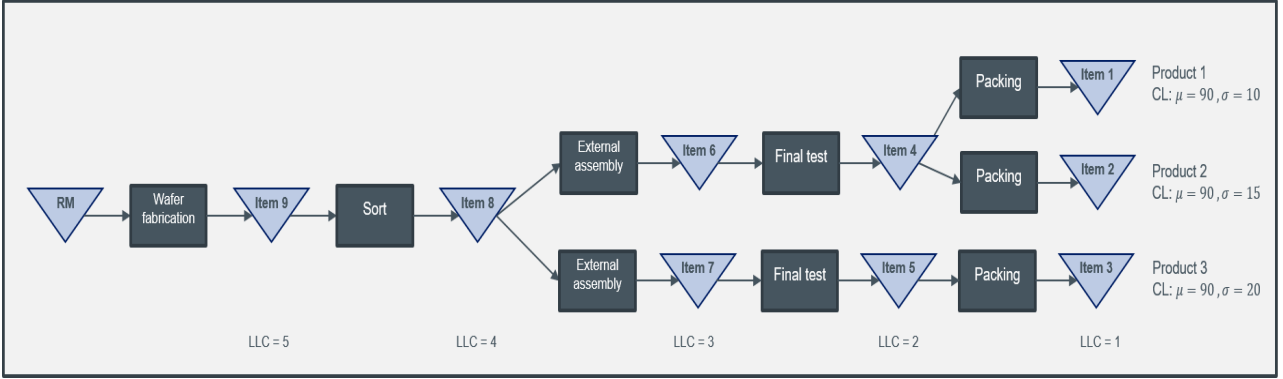 Packing
Item 1
Product 1
CL: μ = 90 , σ = 10
External
assembly
Item 6
Final test
Item 4
Packing
Item 2
Product 2
CL: μ = 90 , σ = 15
RM
Wafer
fabrication
Item 9
Sort
Item 8
External
assembly
Item 7
Final test
Item 5
Packing
Item 3
Product 3
CL: μ = 90 , σ = 20
LLC = 5
LLC = 4
LLC = 3
LLC = 2
LLC = 1